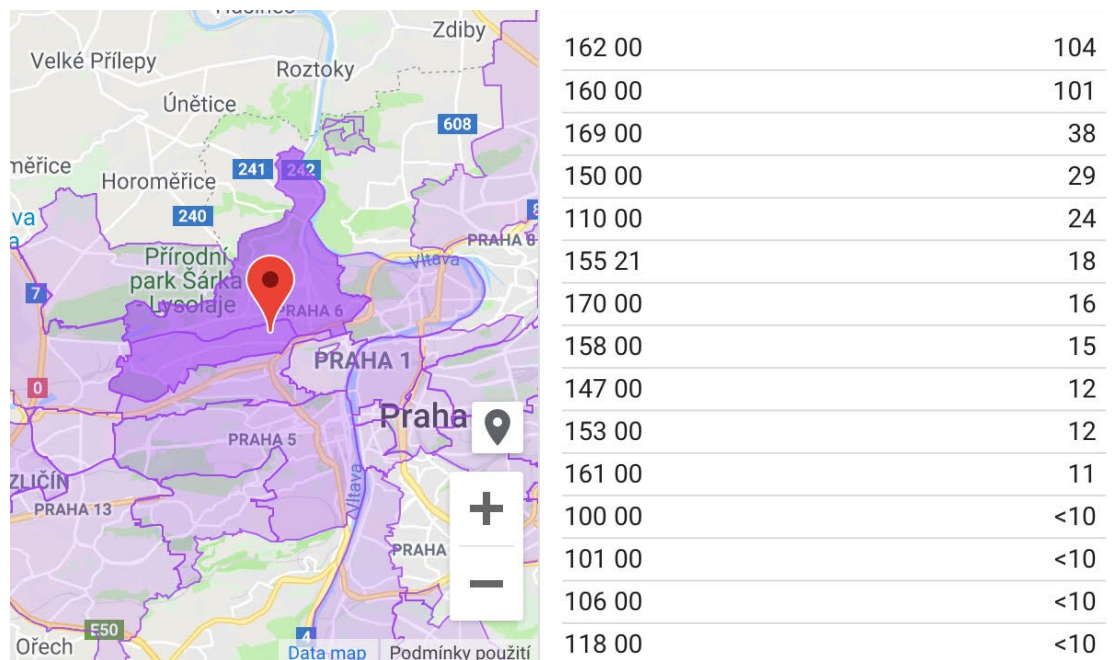 Zdiby
Velké Přílepy
Roztoky
Únětice
608
241
242
Horoměřice
240
va
8
PRAHA 8
Přírodní
park Šárka
- Lysolaje
Vltava
7
PRAHA 6
PRAHA 1
0
Praha
PRAHA 5
ZLIČÍN
Vltava
PRAHA 13
PRAHA
E50
4
Ořech
Data map
Podmínky použití
162 00 104
160 00 101
169 00 38
150 00 29
110 00 24
155 21 18
170 00 16
158 00 15
147 00 12
153 00 12
161 00 11
100 00 <10
101 00 <10
106 00 <10
118 00 <10